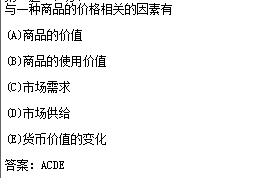 与一种商品的价格相关的因素有
(A)商品的价值
(B)商品的使用价值
(C)市场需求
(D)市场供给
(E)货币价值的变化
答案: ACDE